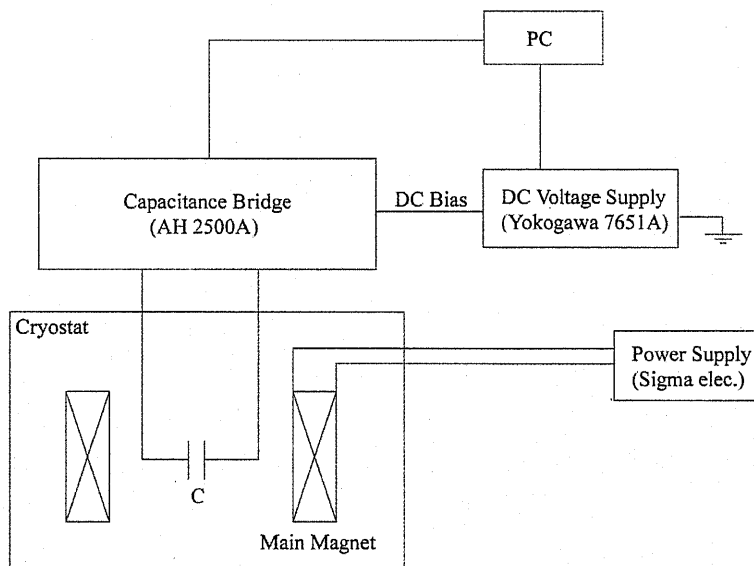 PC
Capacitance Bridge
(AH 2500A)
DC Bias
DC Voltage Supply
(Yokogawa 7651A)
Cryostat
Power Supply
(Sigma elec.)
C
Main Magnet